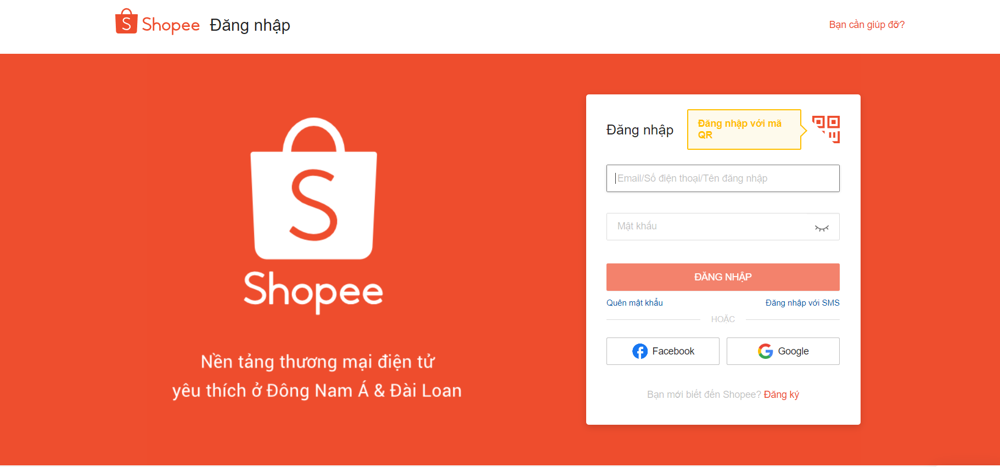 Shopee Đăng nhập
Bạn cần giúp đỡ?
S
Shopee
Nền tảng thương mại điện tử
yêu thích ở Đông Nam Á & Đài Loan
Đăng nhập
Đăng nhập với mã
QR
Email/Số điện thoại/Tên đăng nhập
Mật khẩu
ĐĂNG NHẬP
Quên mật khẩu
Đăng nhập với SMS
HOẶC
Facebook
Google
Bạn mới biết đến Shopee? Đăng ký